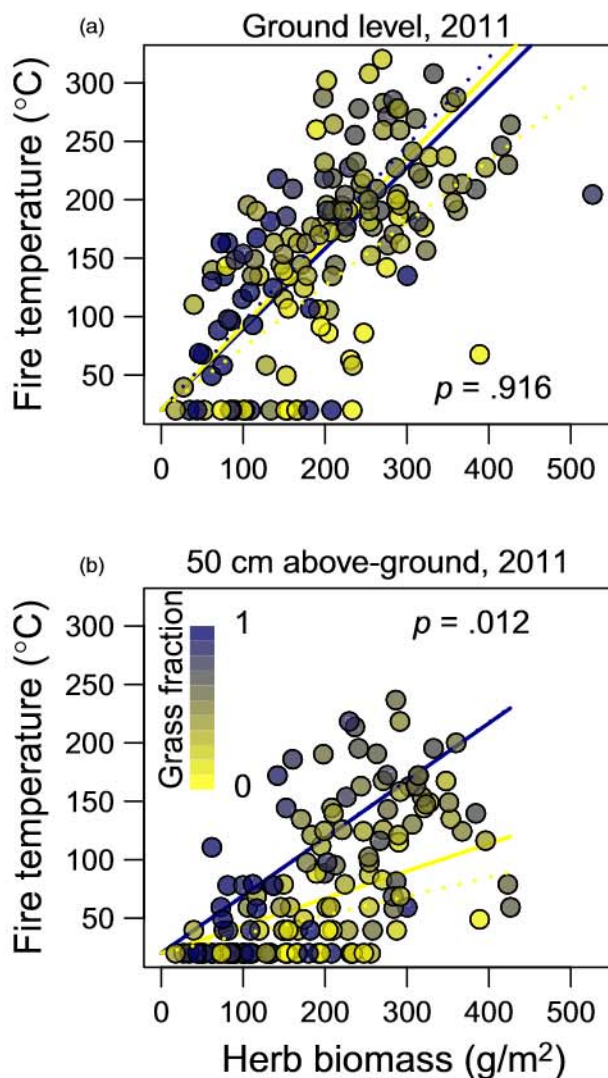 (a)
Ground level, 2011
Fire temperature (°C)
300
250
200
150
100
50
p = .916
0 100 200 300 400 500
(b)
50 cm above-ground, 2011
Fire temperature (°C)
300
250
200
150
100
50
Grass fraction
1
0
p = .012
0 100 200 300 400 500
Herb biomass (g/m²)